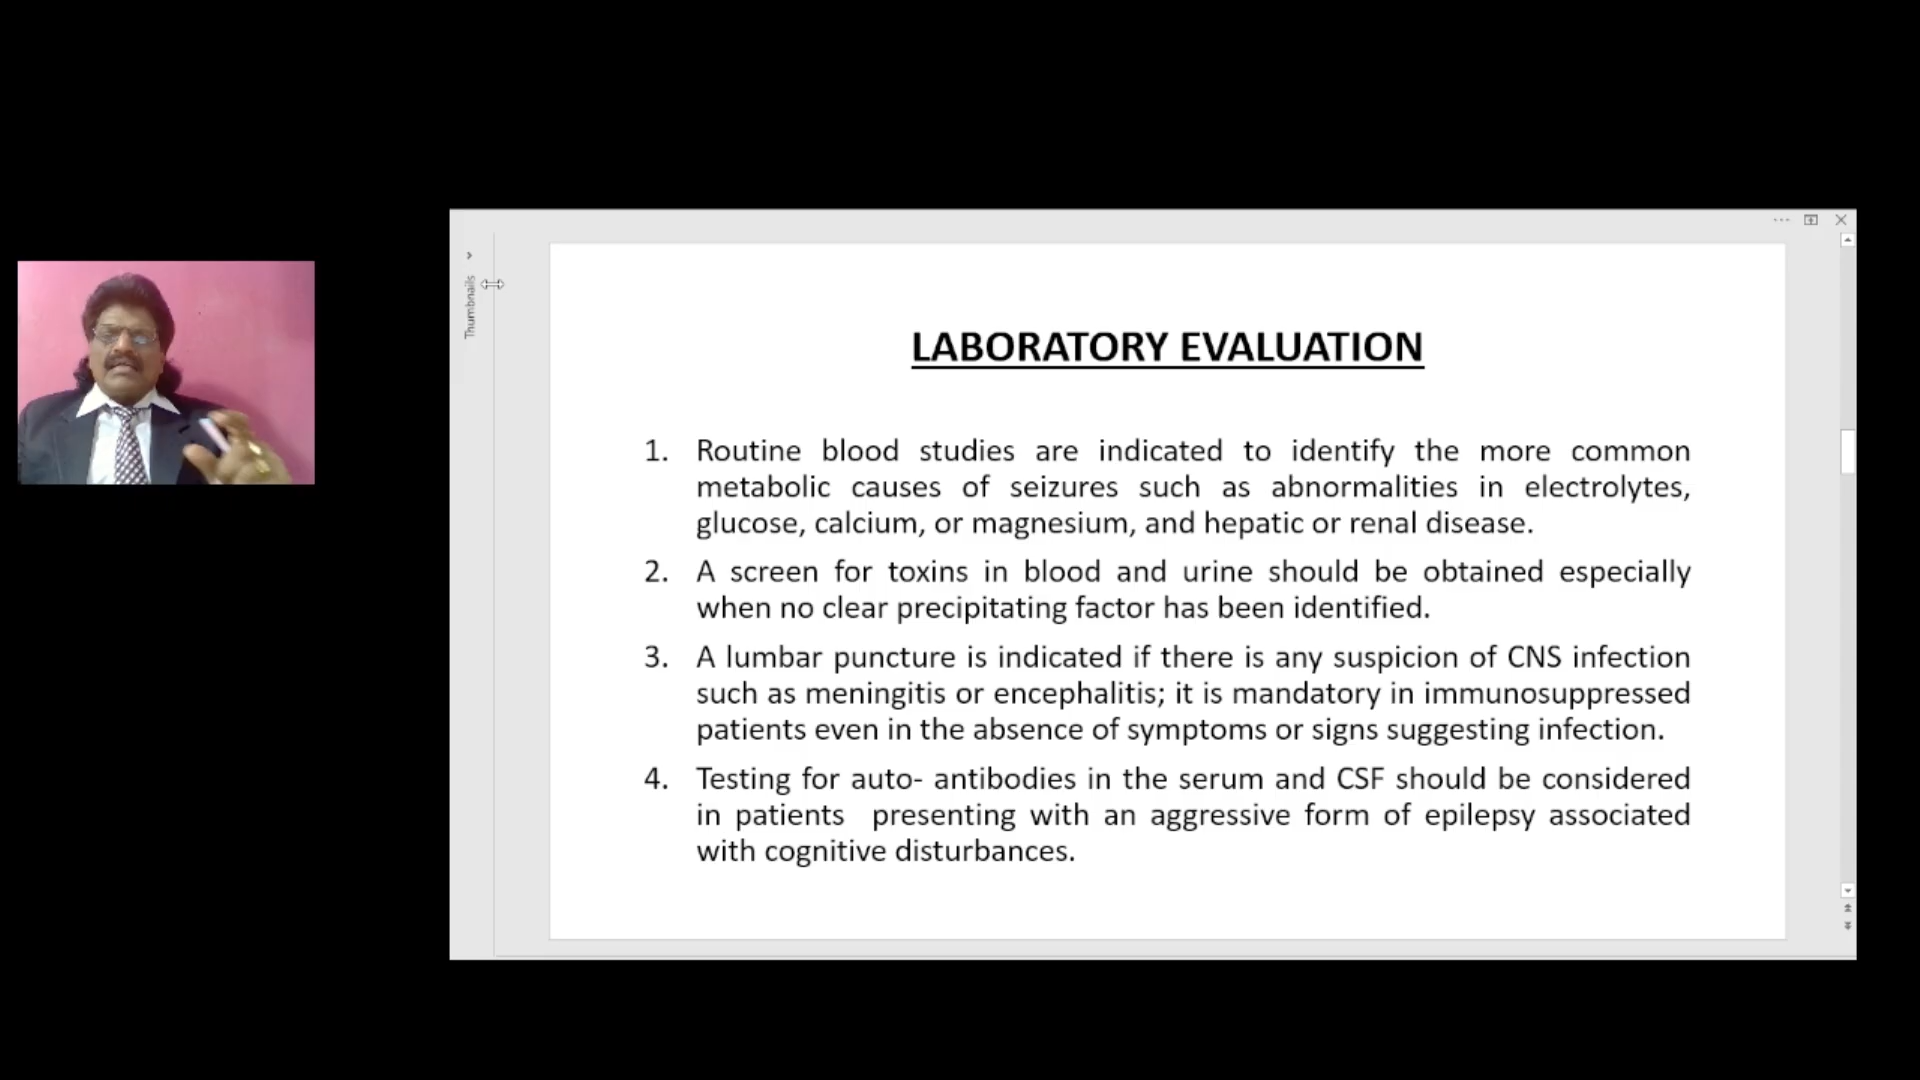 Thumbnails
LABORATORY EVALUATION
1. Routine blood studies are indicated to identify the more common
metabolic causes of seizures such as abnormalities in electrolytes,
glucose, calcium, or magnesium, and hepatic or renal disease.
2. A screen for toxins in blood and urine should be obtained especially
when no clear precipitating factor has been identified.
3. A lumbar puncture is indicated if there is any suspicion of CNS infection
such as meningitis or encephalitis; it is mandatory in immunosuppressed
patients even in the absence of symptoms or signs suggesting infection.
4. Testing for auto- antibodies in the serum and CSF should be considered
in patients  presenting with an aggressive form of epilepsy associated
with cognitive disturbances.